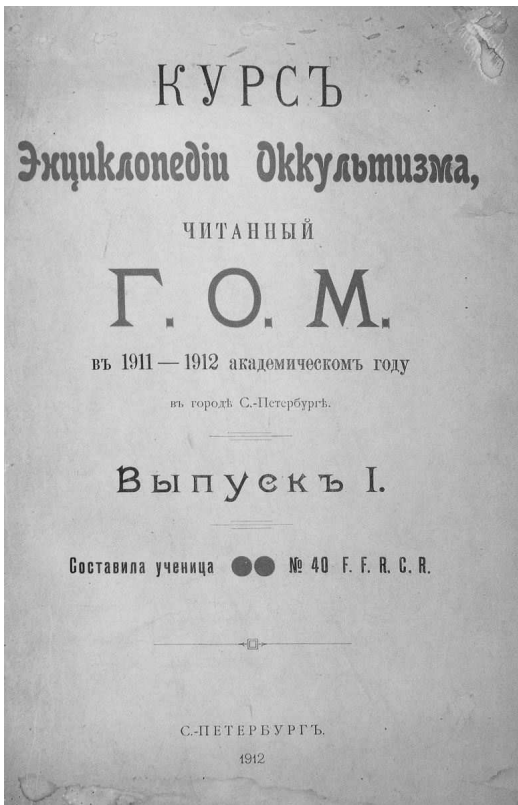 КУРСЪ
Энциклопедіи Оккультизма,
ЧИТАННЫЙ
Г. О. М.
въ 1911 — 1912 академическомъ году
въ городѣ С.-Петербургѣ.
Выпускъ I.
Составила ученица ●● № 40 F. F. R. C. R.
С.-ПЕТЕРБУРГЪ.
1912